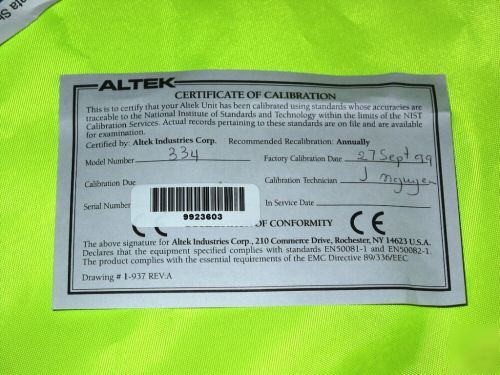 ALTEK
CERTIFICATE OF CALIBRATION
This is to certify that your Altek Unit has been calibrated using standards whose accuracies are
traceable to the National Institute of Standards and Technology within the limits of the NIST
Calibration Services. Actual records pertaining to these standards are on file and are available
for examination.
Certified by: Altek Industries Corp. Recommended Recalibration: Annually
Model Number 334 Factory Calibration Date 27 Sept 99
Calibration Due Calibration Technician J Nguyen
Serial Number 9923603 In Service Date
OF CONFORMITY CE
The above signature for Altek Industries Corp., 210 Commerce Drive, Rochester, NY 14623 U.S.A.
Declares that the equipment specified complies with standards EN50081-1 and EN50082-1.
The product complies with the essential requirements of the EMC Directive 89/336/EEC
Drawing # 1-937 REV:A